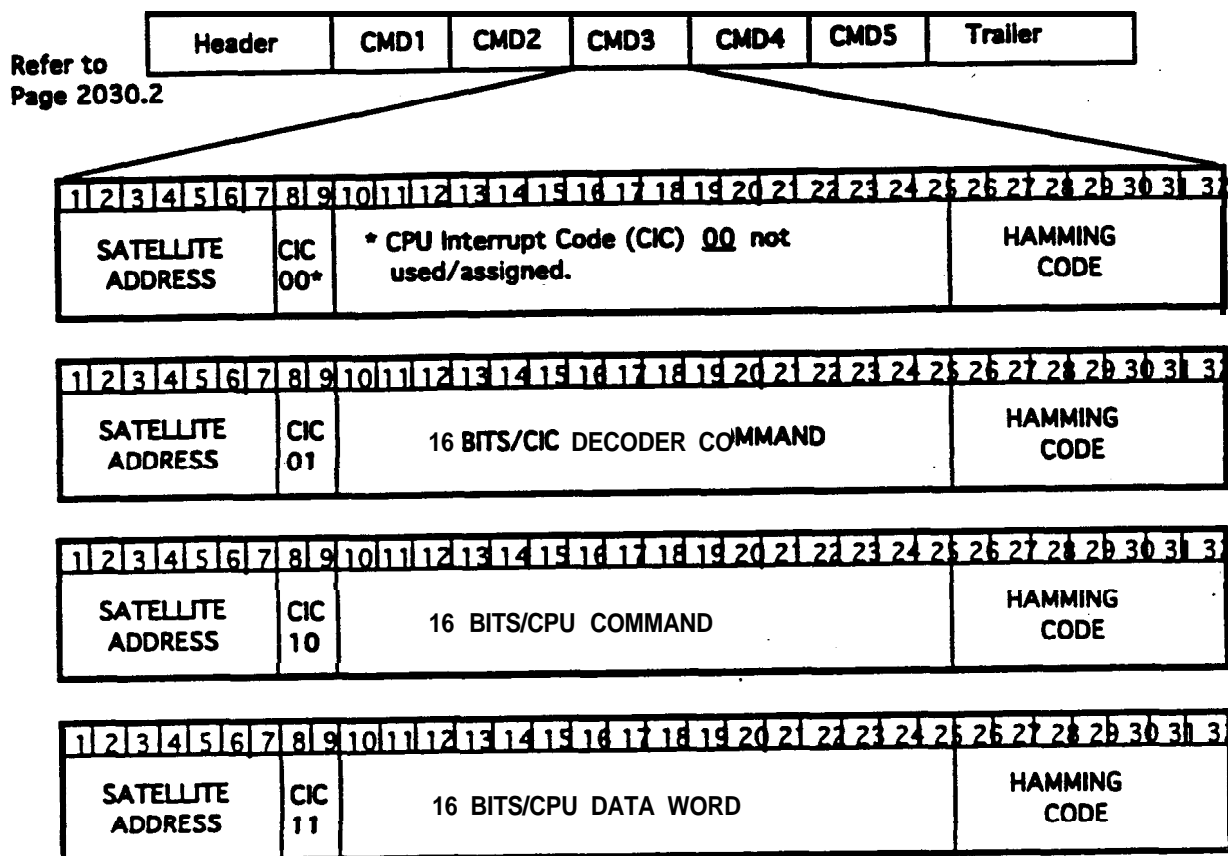 Header CMD1 CMD2 CMD3 CMD4 CMD5 Trailer
Refer to
Page 2030.2
1 2 3 4 5 6 7 8 9 10 11 12 13 14 15 16 17 18 19 20 21 22 23 24 25 26 27 28 29 30 31 32
SATELLITE CIC * CPU Interrupt Code (CIC) 00 not HAMMING
ADDRESS 00* used/assigned. CODE
1 2 3 4 5 6 7 8 9 10 11 12 13 14 15 16 17 18 19 20 21 22 23 24 25 26 27 28 29 30 31 32
SATELLITE CIC 16 BITS/CIC DECODER COMMAND HAMMING
ADDRESS 01 CODE
1 2 3 4 5 6 7 8 9 10 11 12 13 14 15 16 17 18 19 20 21 22 23 24 25 26 27 28 29 30 31 32
SATELLITE CIC 16 BITS/CPU COMMAND HAMMING
ADDRESS 10 CODE
1 2 3 4 5 6 7 8 9 10 11 12 13 14 15 16 17 18 19 20 21 22 23 24 25 26 27 28 29 30 31 32
SATELLITE CIC 16 BITS/CPU DATA WORD HAMMING
ADDRESS 11 CODE